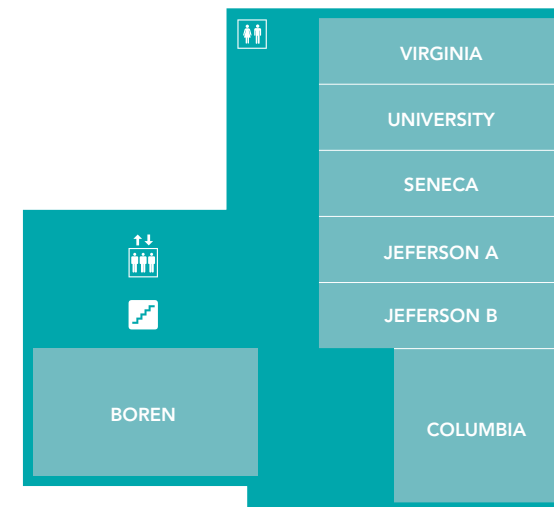 VIRGINIA
UNIVERSITY
SENECA
JEFERSON A
JEFERSON B
BOREN
COLUMBIA